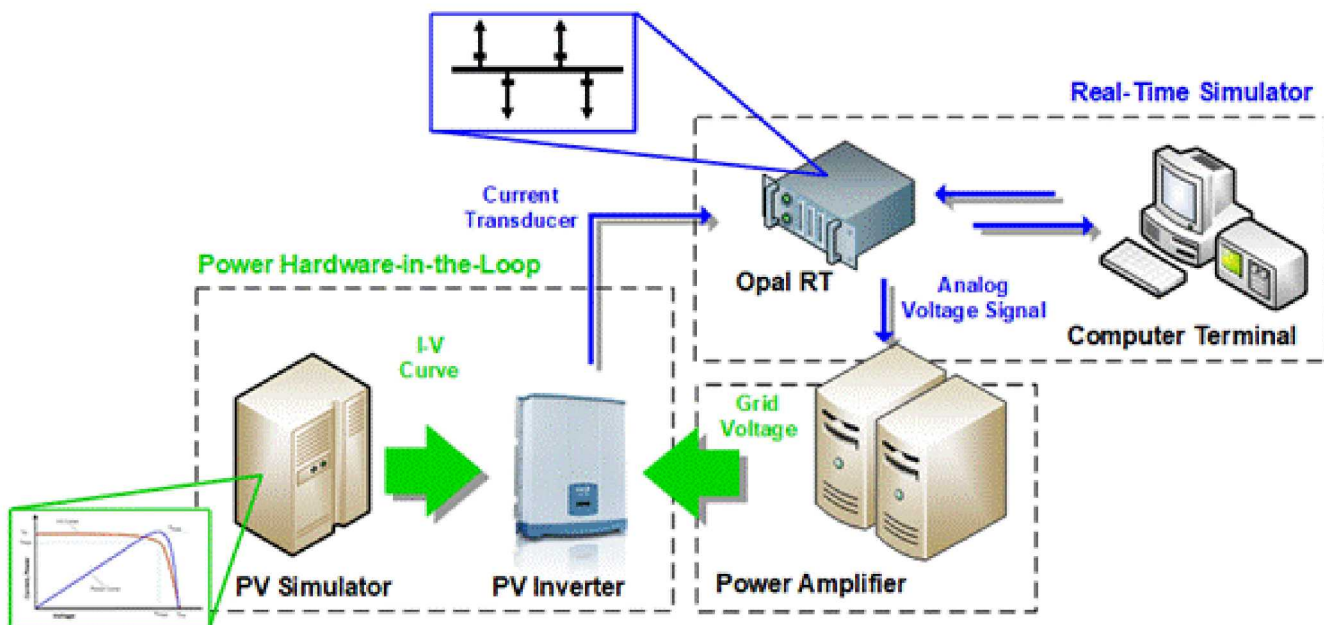 Real-Time Simulator
Current
Transducer
Power Hardware-in-the-Loop
Opal RT
Analog
Voltage Signal
Computer Terminal
I-V
Curve
Grid
Voltage
PV Simulator
PV Inverter
Power Amplifier